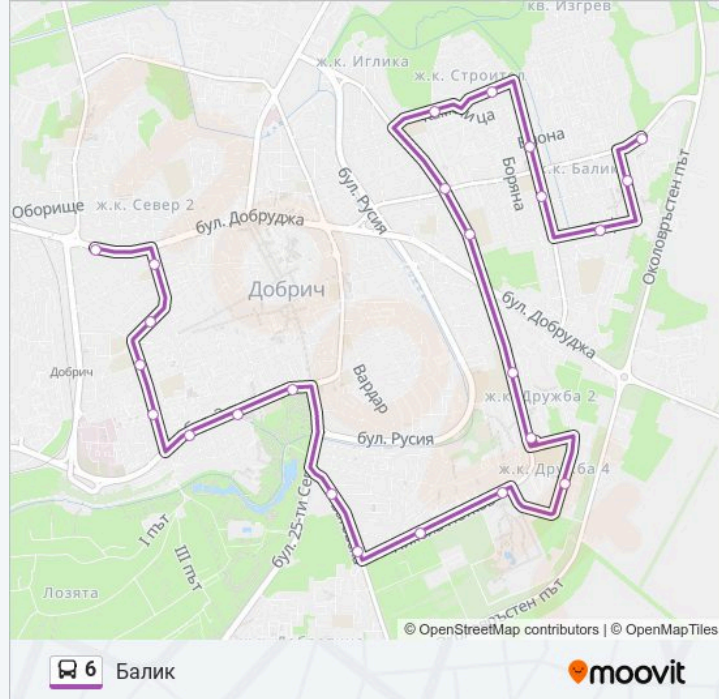 кв. Изгрев
ж.к. Иглика
ж.к. Строител
Врона
ж.к. Балик
Боряна
бул. Русия
Околовръстен път
Оборище
ж.к. Север 2
бул. Добруджа
Добрич
бул. Добруджа
Добрич
Вардар
ж.к. Дружба 2
бул. Русия
ж.к. Дружба 4
бул. 25-ти
I път
III път
Лозята
© OpenStreetMap contributors | © OpenMapTiles
6 Балик
moovit